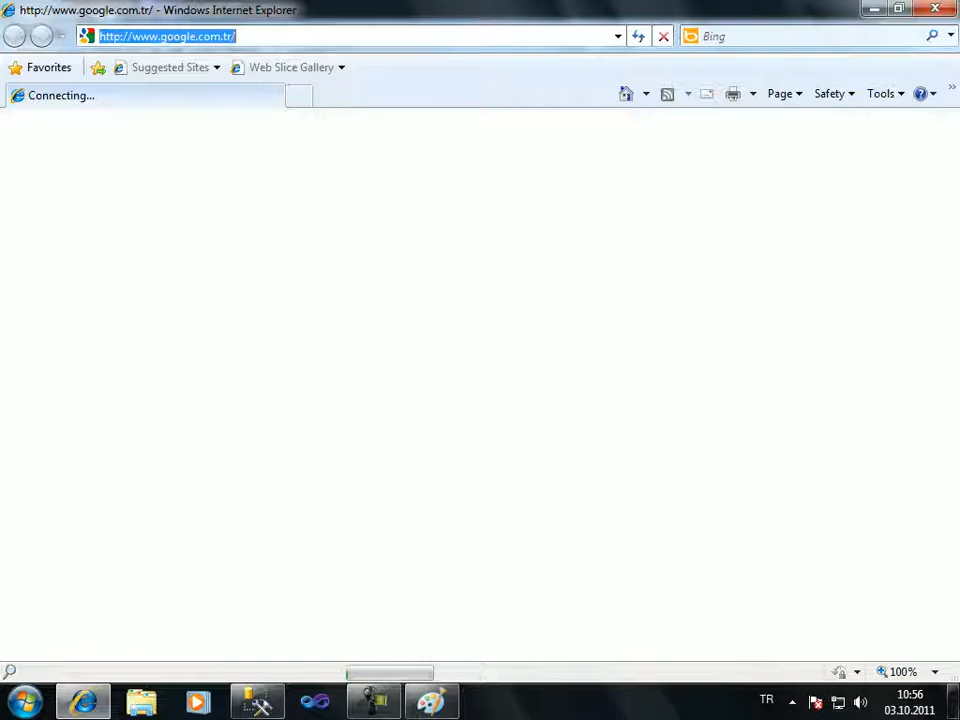 http://www.google.com.tr/ - Windows Internet Explorer
http://www.google.com.tr/
Bing
Favorites
Suggested Sites
Web Slice Gallery
Connecting...
Page
Safety
Tools
100%
TR
10:56
03.10.2011